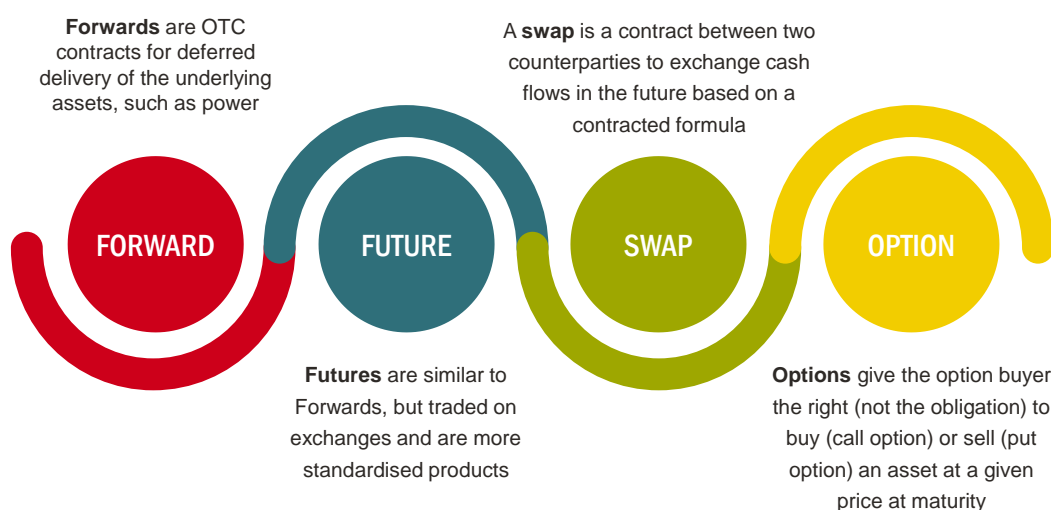 Forwards are OTC
contracts for deferred
delivery of the underlying
assets, such as power
A swap is a contract between two
counterparties to exchange cash
flows in the future based on a
contracted formula
FORWARD
FUTURE
SWAP
OPTION
Futures are similar to
Forwards, but traded on
exchanges and are more
standardised products
Options give the option buyer
the right (not the obligation) to
buy (call option) or sell (put
option) an asset at a given
price at maturity